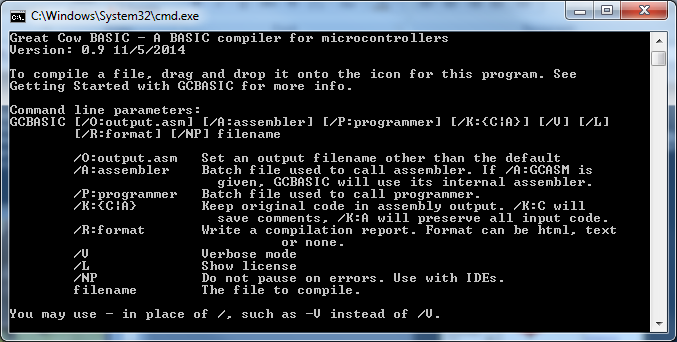 C:\Windows\System32\cmd.exe
Great Cow BASIC - A BASIC compiler for microcontrollers
Version: 0.9 11/5/2014
To compile a file, drag and drop it onto the icon for this program. See
Getting Started with GCBASIC for more info.
Command line parameters:
GCBASIC [/O:output.asm] [/A:assembler] [/P:programmer] [/K:{C|A}] [/V] [/L]
[/R:format] [/NP] filename
/O:output.asm Set an output filename other than the default
/A:assembler Batch file used to call assembler. If /A:GCASM is
given, GCBASIC will use its internal assembler.
/P:programmer Batch file used to call programmer.
/K:{C|A} Keep original code in assembly output. /K:C will
save comments, /K:A will preserve all input code.
/R:format Write a compilation report. Format can be html, text
or none.
/V Verbose mode
/L Show license
/NP Do not pause on errors. Use with IDEs.
filename The file to compile.
You may use - in place of /, such as -V instead of /V.